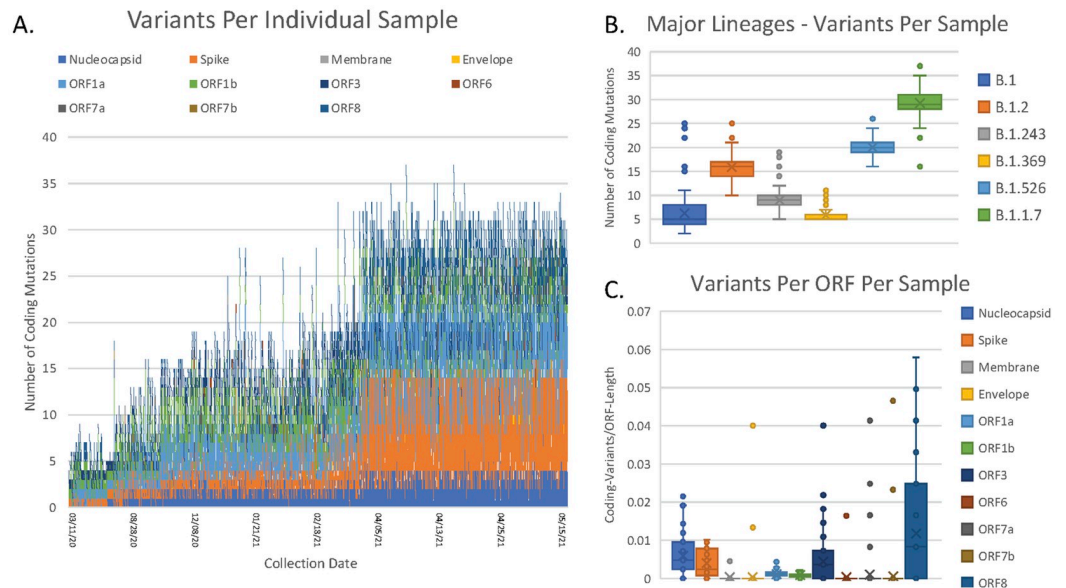 A.
Variants Per Individual Sample
Nucleocapsid Spike Membrane Envelope
ORF1a ORF1b ORF3 ORF6
ORF7a ORF7b ORF8
Number of Coding Mutations
40
35
30
25
20
15
10
5
0
03/11/20 08/28/20 12/08/20 01/21/21 02/18/21 04/05/21 04/13/21 04/25/21 05/15/21
Collection Date
B.
Major Lineages - Variants Per Sample
Number of Coding Mutations
40
35
30
25
20
15
10
5
0
B.1
B.1.2
B.1.243
B.1.369
B.1.526
B.1.1.7
C.
Variants Per ORF Per Sample
Coding-Variants/ORF-Length
0.07
0.06
0.05
0.04
0.03
0.02
0.01
0
Nucleocapsid
Spike
Membrane
Envelope
ORF1a
ORF1b
ORF3
ORF6
ORF7a
ORF7b
ORF8